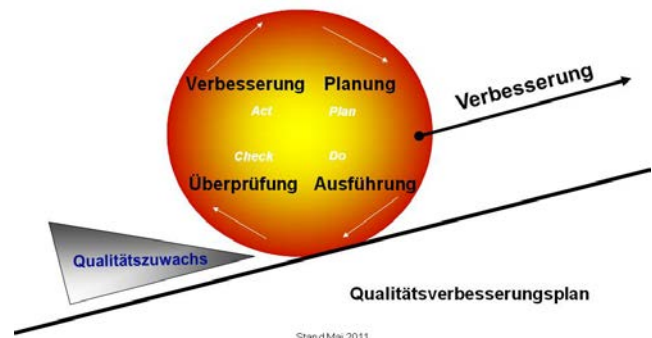 Verbesserung Planung
Act Plan
Verbesserung
Check Do
Überprüfung Ausführung
Qualitätszuwachs
Qualitätsverbesserungsplan
Stand Mai 2011